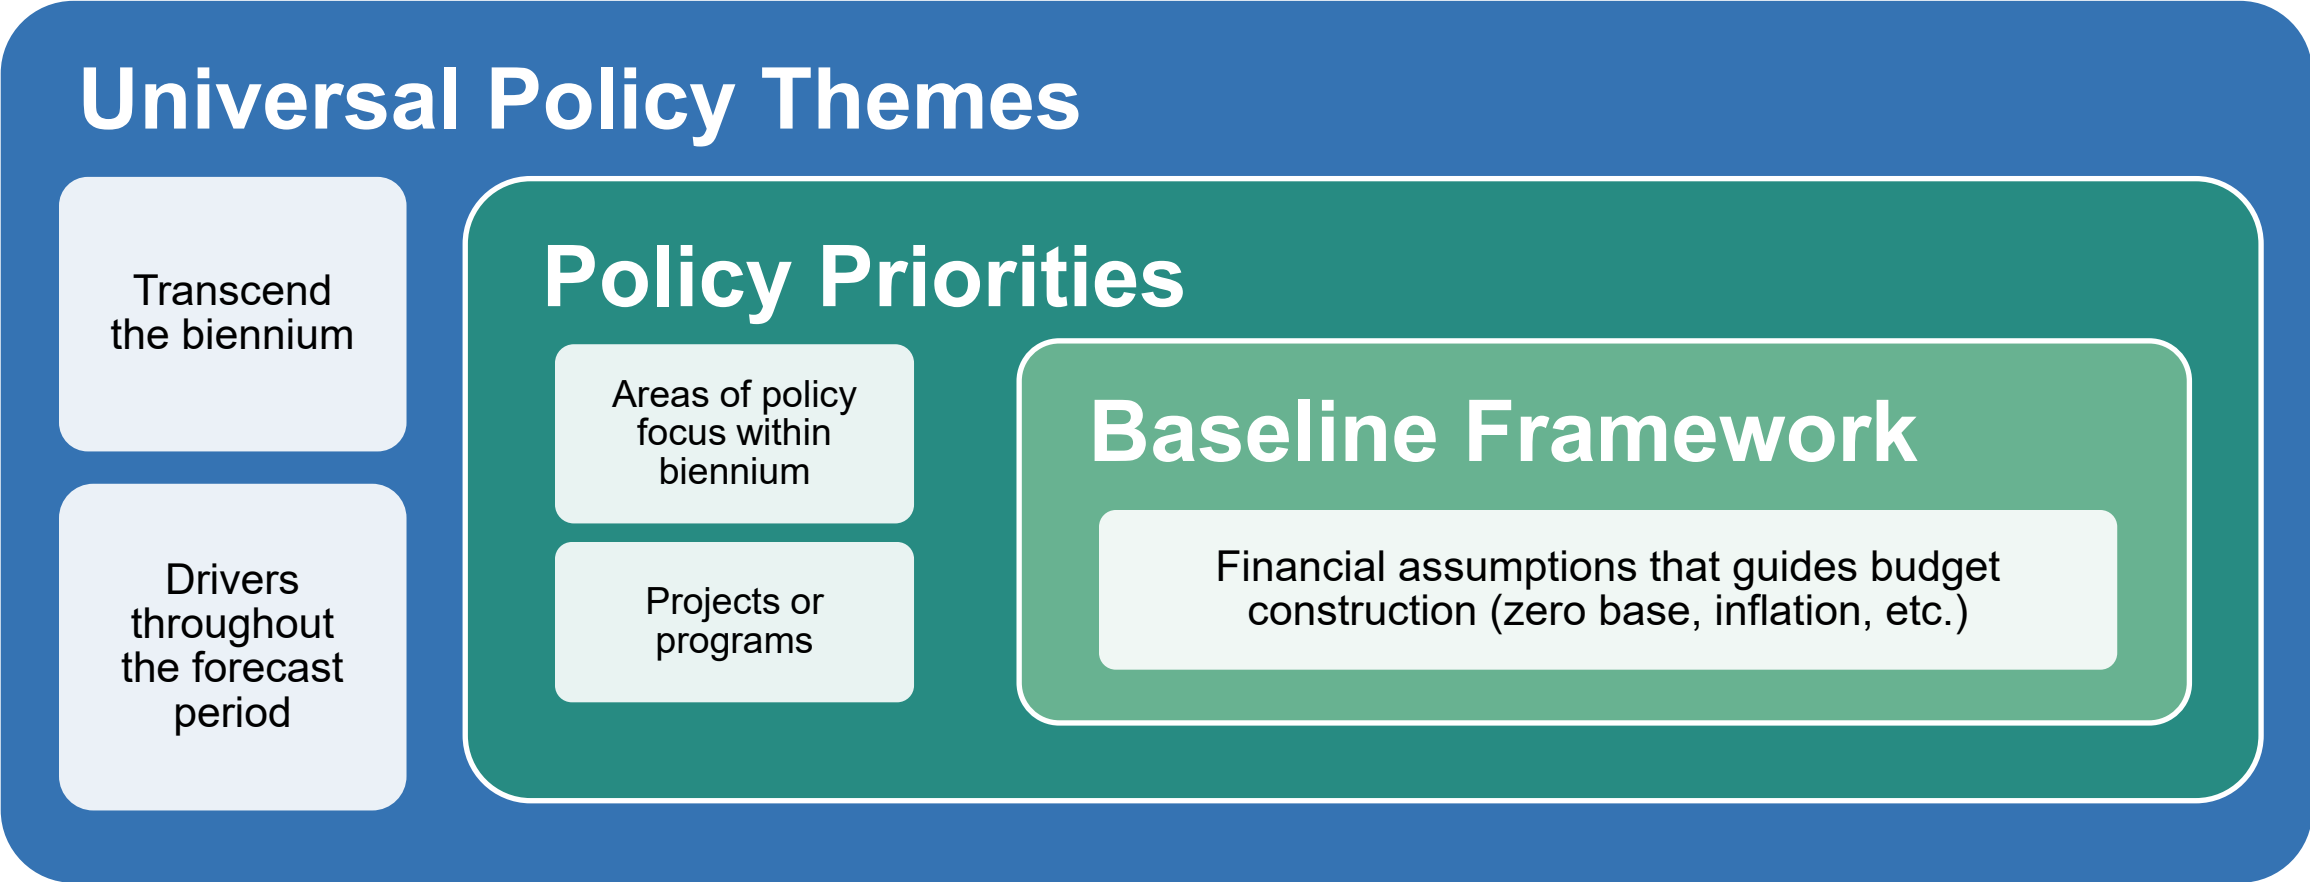 Universal Policy Themes
Transcend
the biennium
Drivers
throughout
the forecast
period
Policy Priorities
Areas of policy
focus within
biennium
Projects or
programs
Baseline Framework
Financial assumptions that guides budget
construction (zero base, inflation, etc.)